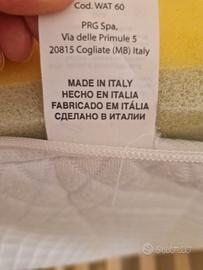 Cod. WAT 60
PRG Spa,
Via delle Primule 5
20815 Cogliate (MB) Italy
MADE IN ITALY
HECHO EN ITALIA
FABRICADO EM ITÁLIA
СДЕЛАНО В ИТАЛИИ
SUBITO